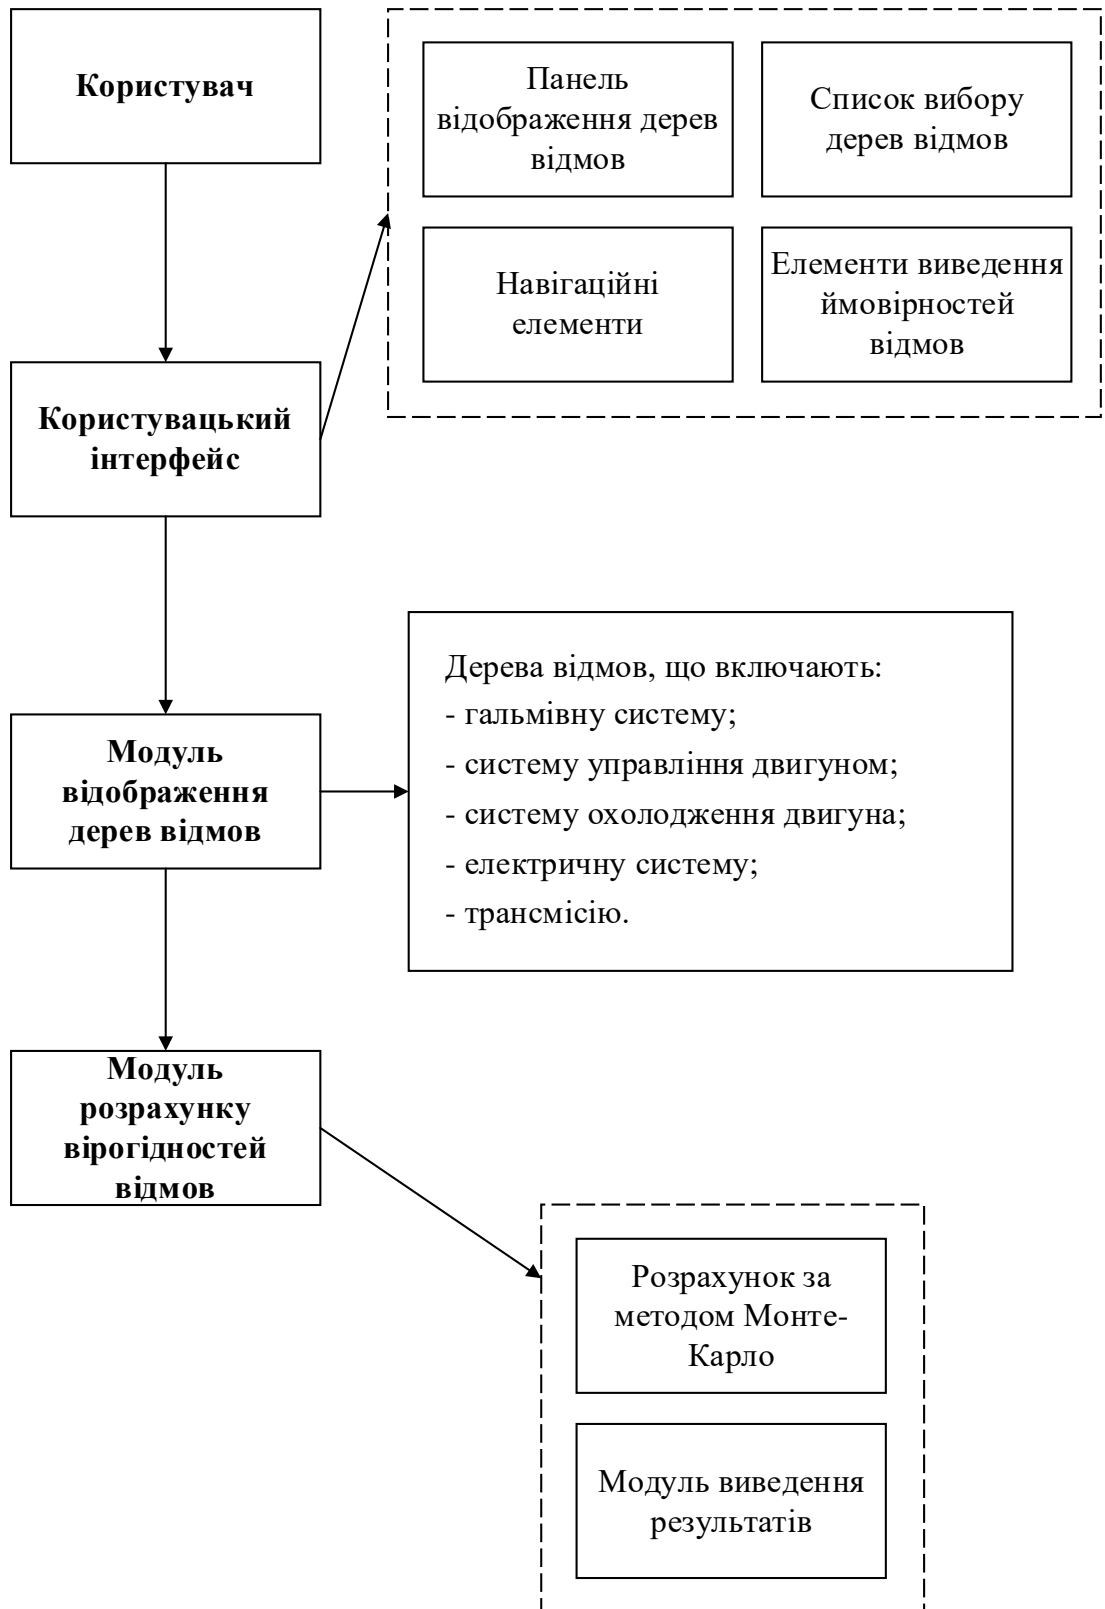 Користувач
Панель
відображення дерев
відмов
Список вибору
дерев відмов
Навігаційні
елементи
Елементи виведення
ймовірностей
відмов
Користувацький
інтерфейс
Дерева відмов, що включають:
- гальмівну систему;
- систему управління двигуном;
- систему охолодження двигуна;
- електричну систему;
- трансмісію.
Модуль
відображення
дерев відмов
Модуль
розрахунку
вірогідностей
відмов
Розрахунок за
методом Монте-
Карло
Модуль виведення
результатів